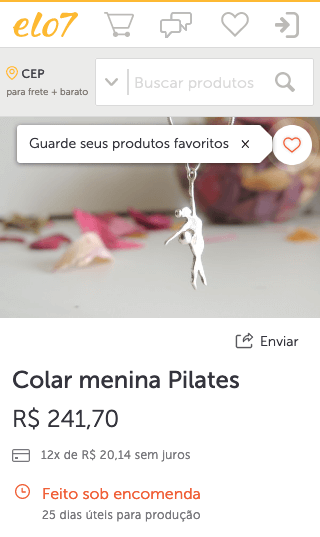 elo7
CEP
para frete + barato
Buscar produtos
Guarde seus produtos favoritos ×
Enviar
Colar menina Pilates
R$ 241,70
12x de R$ 20,14 sem juros
Feito sob encomenda
25 dias úteis para produção